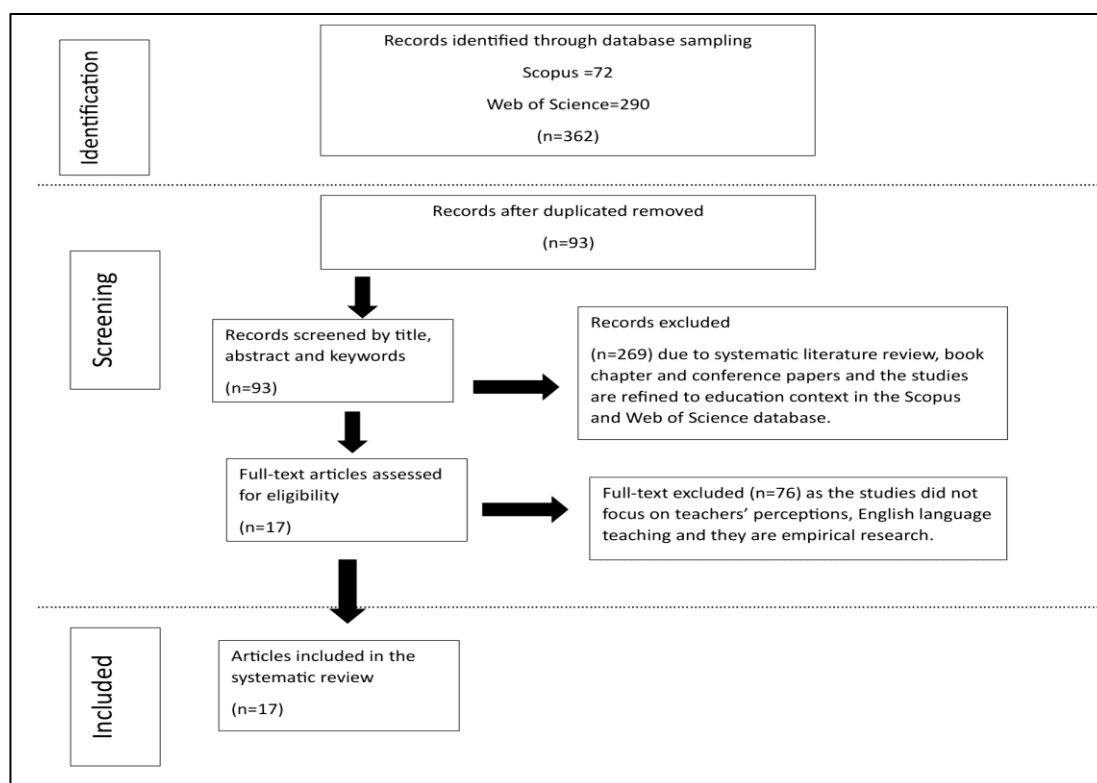 Identification
Records identified through database sampling
Scopus =72
Web of Science=290
(n=362)
Screening
Records after duplicated removed
(n=93)
Records screened by title,
abstract and keywords
(n=93)
Records excluded
(n=269) due to systematic literature review, book
chapter and conference papers and the studies
are refined to education context in the Scopus
and Web of Science database.
Full-text articles assessed
for eligibility
(n=17)
Full-text excluded (n=76) as the studies did not
focus on teachers’ perceptions, English language
teaching and they are empirical research.
Included
Articles included in the
systematic review
(n=17)